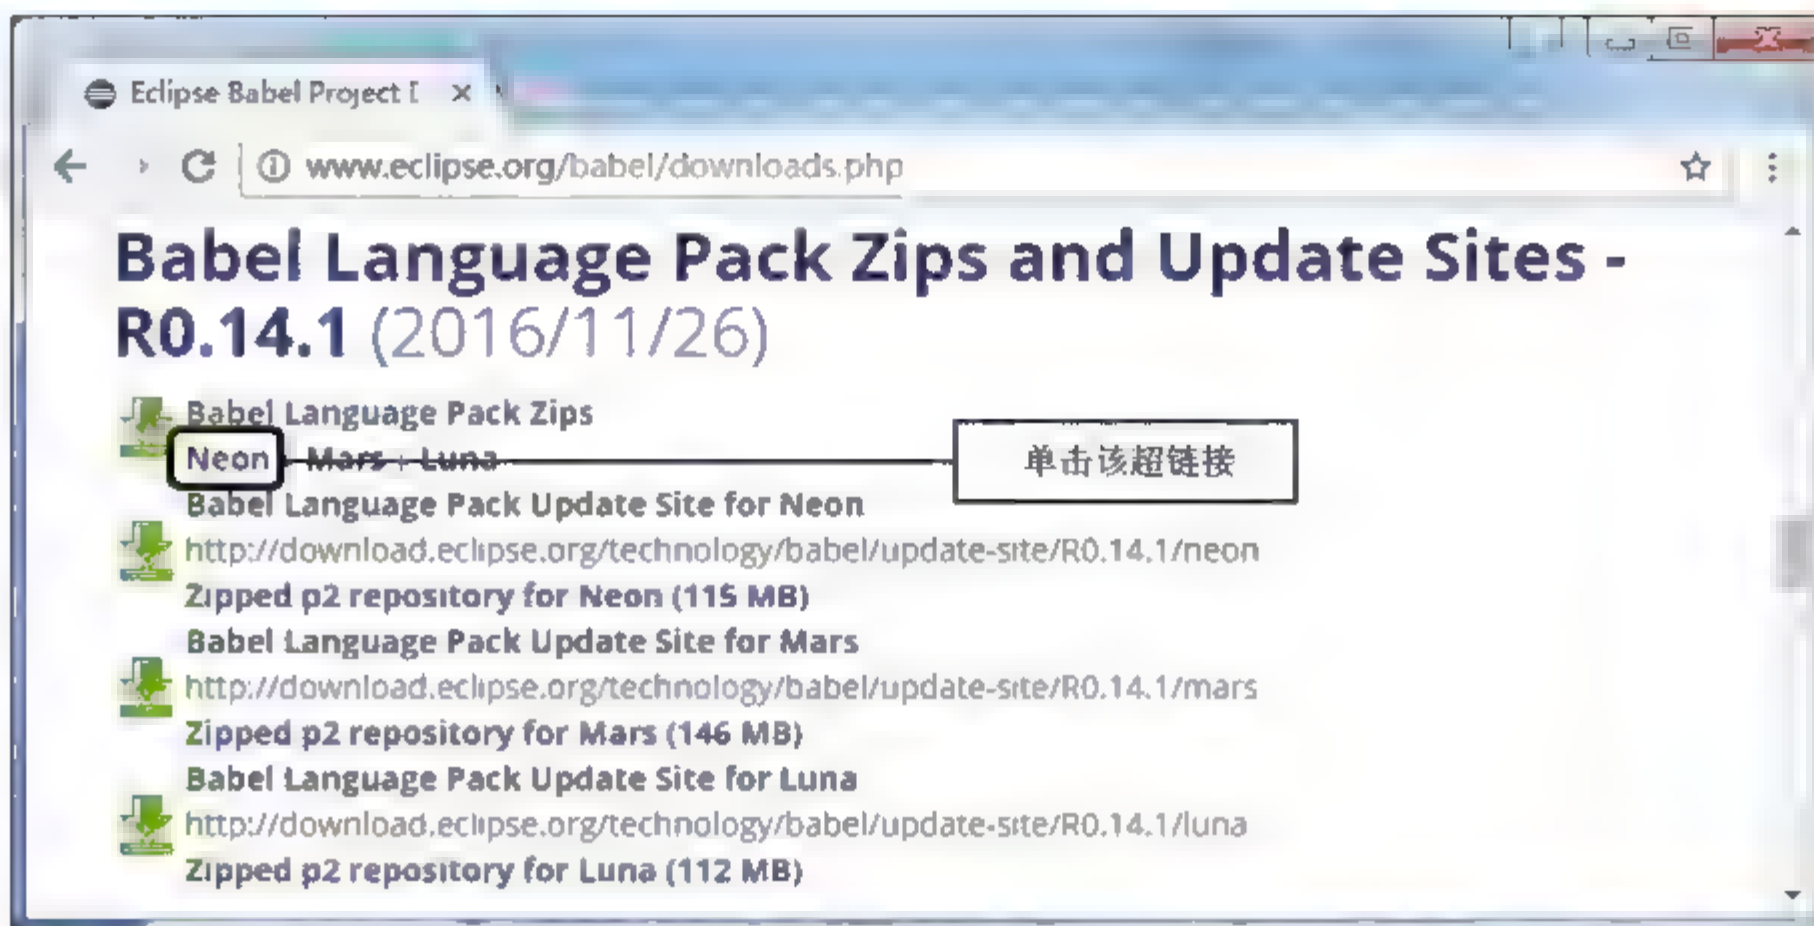 Eclipse Babel Project D
www.eclipse.org/babel/downloads.php
Babel Language Pack Zips and Update Sites -
R0.14.1 (2016/11/26)
Babel Language Pack Zips
Neon Mars Luna
单击该超链接
Babel Language Pack Update Site for Neon
http://download.eclipse.org/technology/babel/update-site/R0.14.1/neon
Zipped p2 repository for Neon (115 MB)
Babel Language Pack Update Site for Mars
http://download.eclipse.org/technology/babel/update-site/R0.14.1/mars
Zipped p2 repository for Mars (146 MB)
Babel Language Pack Update Site for Luna
http://download.eclipse.org/technology/babel/update-site/R0.14.1/luna
Zipped p2 repository for Luna (112 MB)